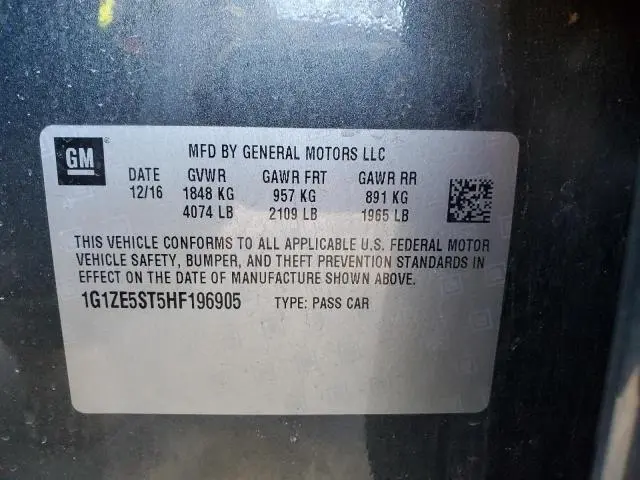 GM
MFD BY GENERAL MOTORS LLC
DATE GVWR GAWR FRT GAWR RR
12/16 1848 KG 957 KG 891 KG
4074 LB 2109 LB 1965 LB
THIS VEHICLE CONFORMS TO ALL APPLICABLE U.S. FEDERAL MOTOR
VEHICLE SAFETY, BUMPER, AND THEFT PREVENTION STANDARDS IN
EFFECT ON THE DATE OF MANUFACTURE SHOWN ABOVE.
1G1ZE5ST5HF196905 TYPE: PASS CAR